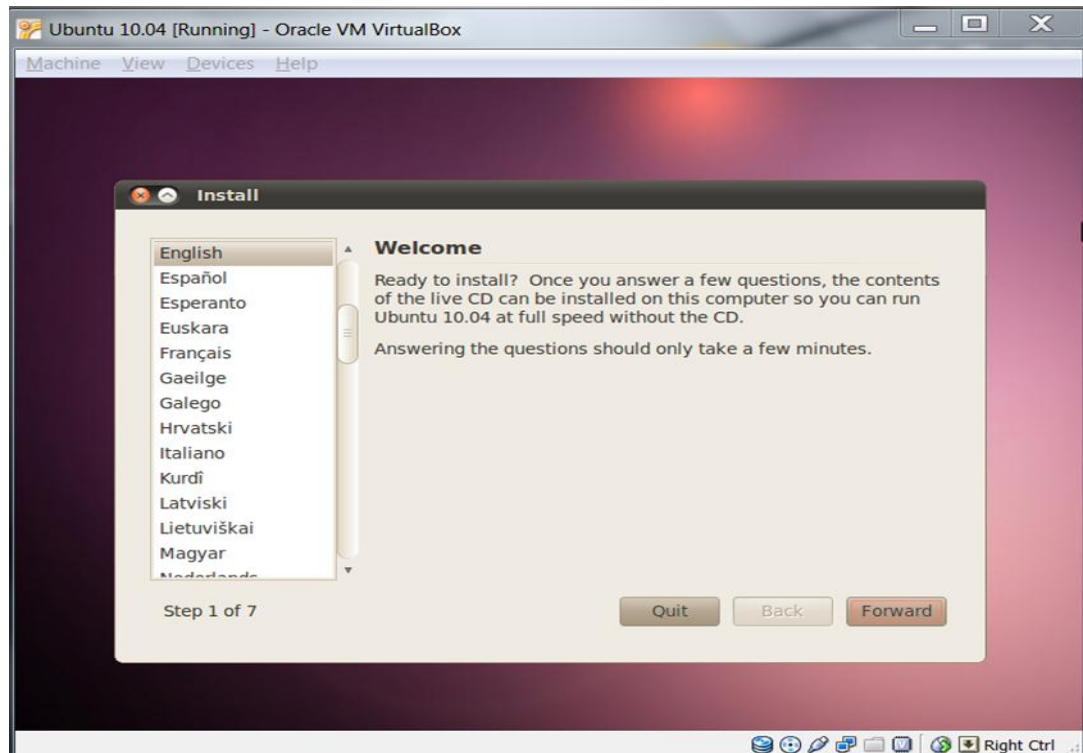 Ubuntu 10.04 [Running] - Oracle VM VirtualBox
Machine View Devices Help
Install
English
Español
Esperanto
Euskara
Français
Gaeilge
Galego
Hrvatski
Italiano
Kurdî
Latviski
Lietuviškai
Magyar
Nederlands
Welcome
Ready to install? Once you answer a few questions, the contents
of the live CD can be installed on this computer so you can run
Ubuntu 10.04 at full speed without the CD.
Answering the questions should only take a few minutes.
Step 1 of 7
Quit
Back
Forward
Right Ctrl